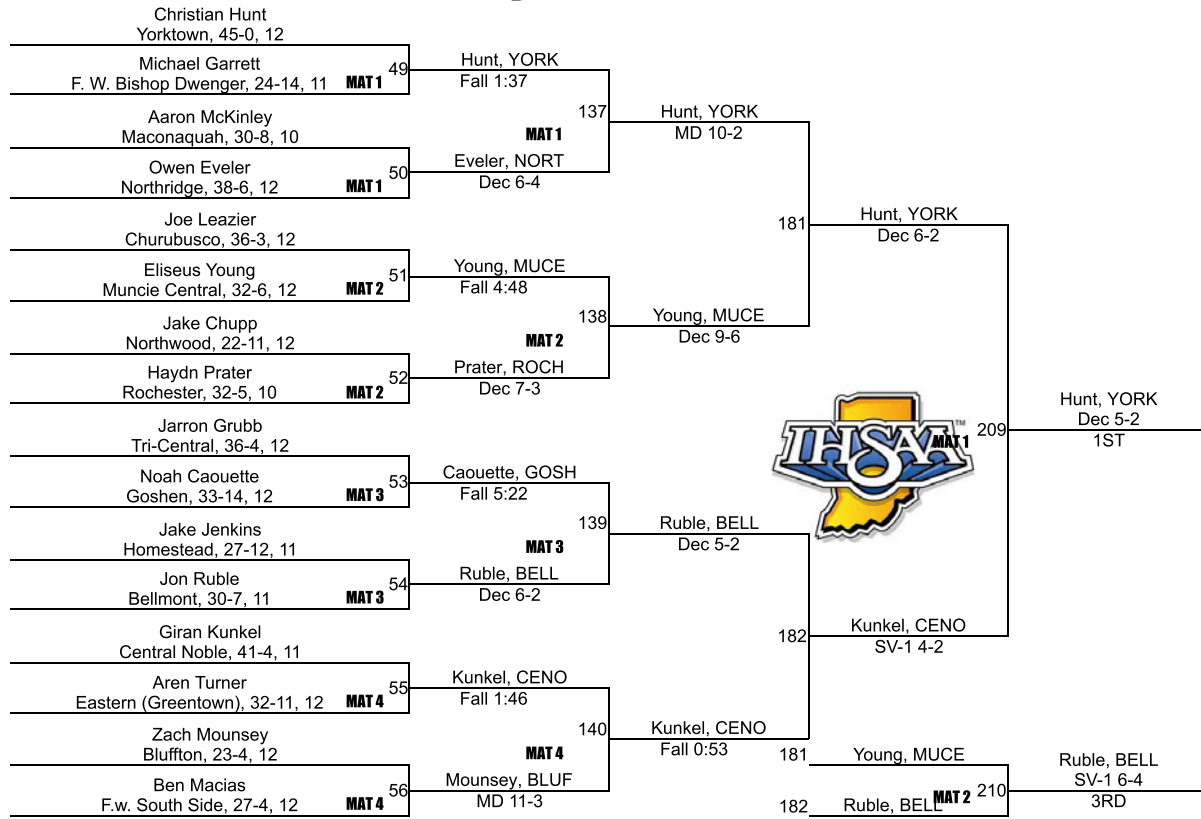 Christian Hunt
Yorktown, 45-0, 12
Michael Garrett
F. W. Bishop Dwenger, 24-14, 11
MAT 1
49
Aaron McKinley
Maconaquah, 30-8, 10
Owen Eveler
Northridge, 38-6, 12
MAT 1
50
Joe Leazier
Churubusco, 36-3, 12
Eliseus Young
Muncie Central, 32-6, 12
MAT 2
51
Jake Chupp
Northwood, 22-11, 12
Haydn Prater
Rochester, 32-5, 10
MAT 2
52
Jarron Grubb
Tri-Central, 36-4, 12
Noah Caouette
Goshen, 33-14, 12
MAT 3
53
Jake Jenkins
Homestead, 27-12, 11
Jon Ruble
Bellmont, 30-7, 11
MAT 3
54
Giran Kunkel
Central Noble, 41-4, 11
Aren Turner
Eastern (Greentown), 32-11, 12
MAT 4
55
Zach Mounsey
Bluffton, 23-4, 12
Ben Macias
F.w. South Side, 27-4, 12
MAT 4
56
Hunt, YORK
Fall 1:37
137
MAT 1
Eveler, NORT
Dec 6-4
Young, MUCE
Fall 4:48
138
MAT 2
Prater, ROCH
Dec 7-3
Caouette, GOSH
Fall 5:22
139
MAT 3
Ruble, BELL
Dec 6-2
Kunkel, CENO
Fall 1:46
140
MAT 4
Mounsey, BLUF
MD 11-3
Hunt, YORK
MD 10-2
181
Young, MUCE
Dec 9-6
Ruble, BELL
Dec 5-2
182
Kunkel, CENO
Fall 0:53
Hunt, YORK
Dec 6-2
IHSAA™
MAT 1
209
Kunkel, CENO
SV-1 4-2
Hunt, YORK
Dec 5-2
1ST
181
Young, MUCE
182
Ruble, BELL
MAT 2
210
Ruble, BELL
SV-1 6-4
3RD